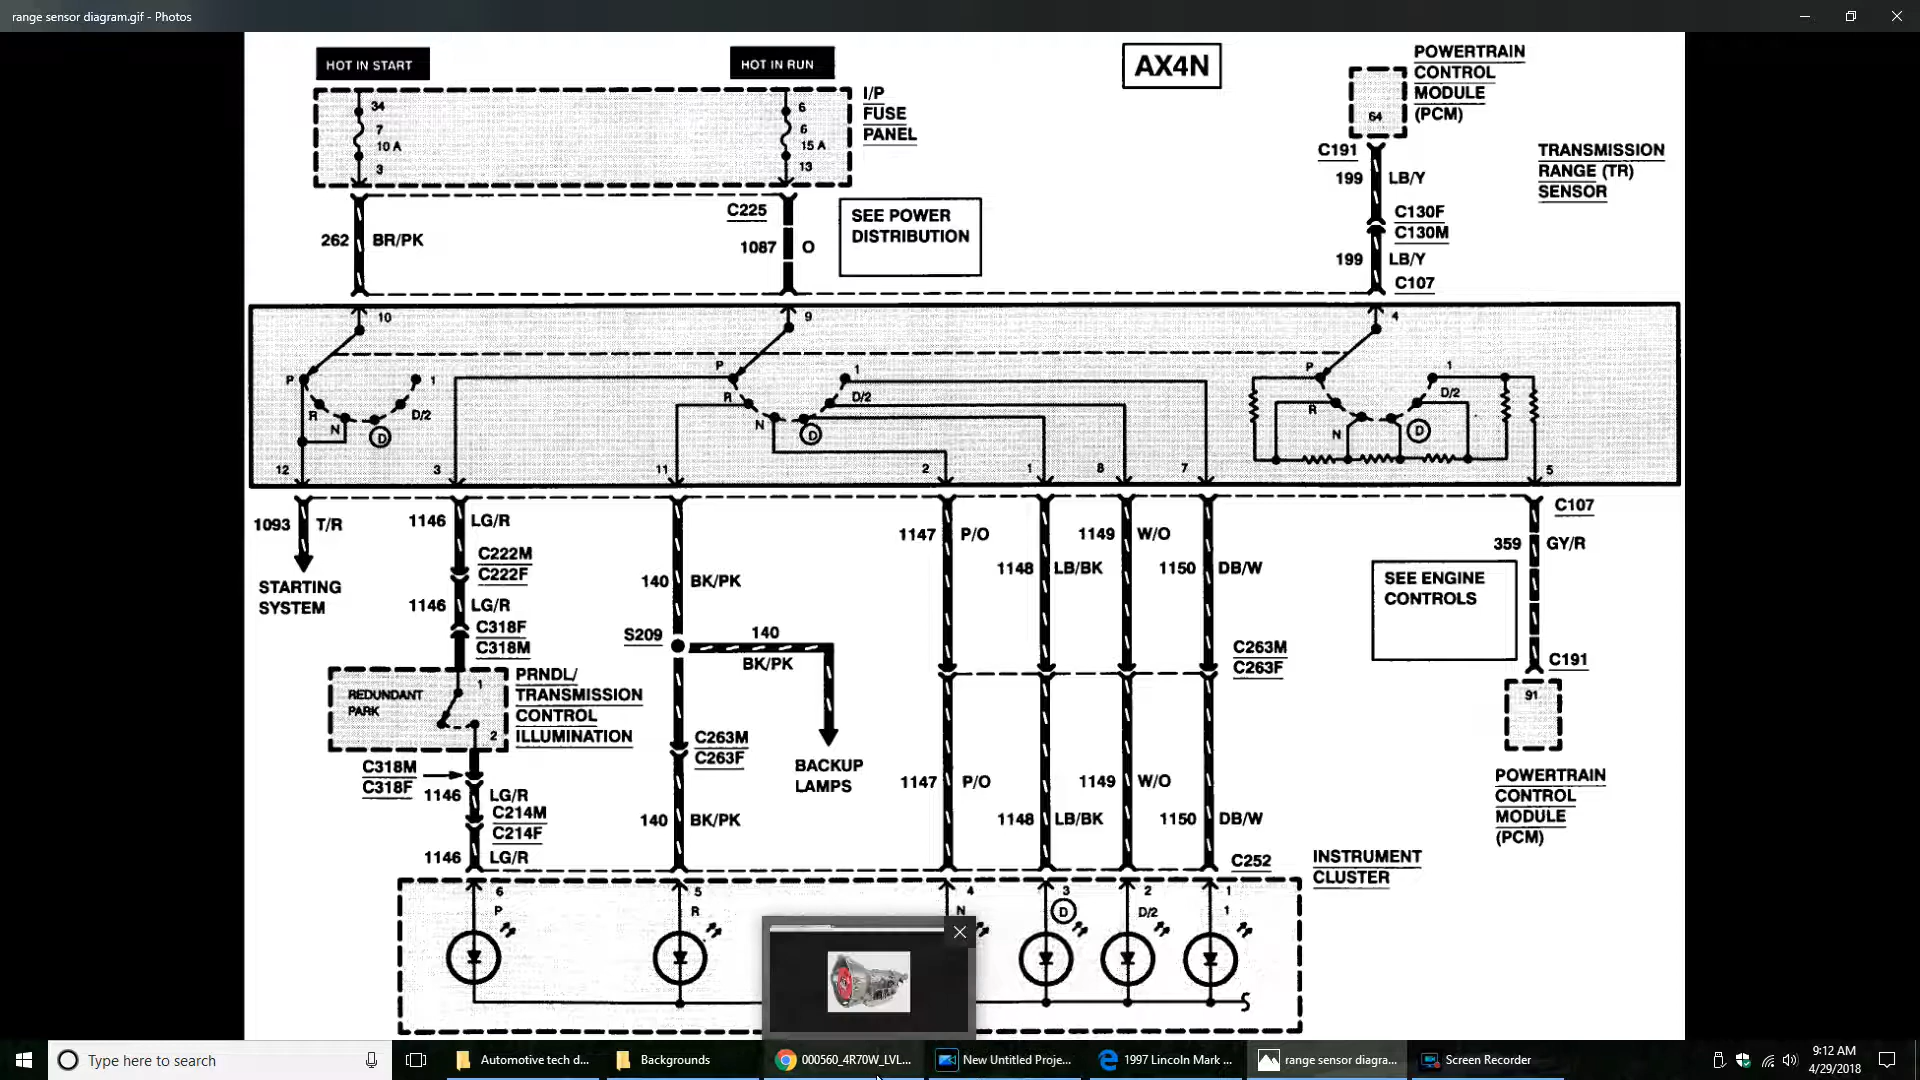 range sensor diagram.gif - Photos
HOT IN START
HOT IN RUN
AX4N
POWERTRAIN
CONTROL
MODULE
(PCM)
34
7
10 A
3
6
6
15 A
13
I/P
FUSE
PANEL
64
C191
199 LB/Y
C130F
C130M
199 LB/Y
C107
TRANSMISSION
RANGE (TR)
SENSOR
262 BR/PK
C225
1087 O
SEE POWER
DISTRIBUTION
10
9
4
P
R
N
D
D/2
1
P
R
N
D
D/2
1
P
R
N
D
D/2
1
12
3
11
2
1
8
7
5
1093 T/R
STARTING
SYSTEM
1146 LG/R
C222M
C222F
1146 LG/R
C318F
C318M
REDUNDANT
PARK
1
2
PRNDL/
TRANSMISSION
CONTROL
ILLUMINATION
C318M
C318F
1146 LG/R
C214M
C214F
1146 LG/R
140 BK/PK
S209
140
BK/PK
BACKUP
LAMPS
C263M
C263F
140 BK/PK
1147 P/O
1148 LB/BK
1149 W/O
1150 DB/W
C263M
C263F
1147 P/O
1148 LB/BK
1149 W/O
1150 DB/W
C252
C107
359 GY/R
SEE ENGINE
CONTROLS
C191
91
POWERTRAIN
CONTROL
MODULE
(PCM)
INSTRUMENT
CLUSTER
6
P
5
R
4
N
3
D
2
D/2
1
1
Type here to search
Automotive tech d...
Backgrounds
000560_4R70W_LVL...
New Untitled Proje...
1997 Lincoln Mark ...
range sensor diagra...
Screen Recorder
9:12 AM
4/29/2018